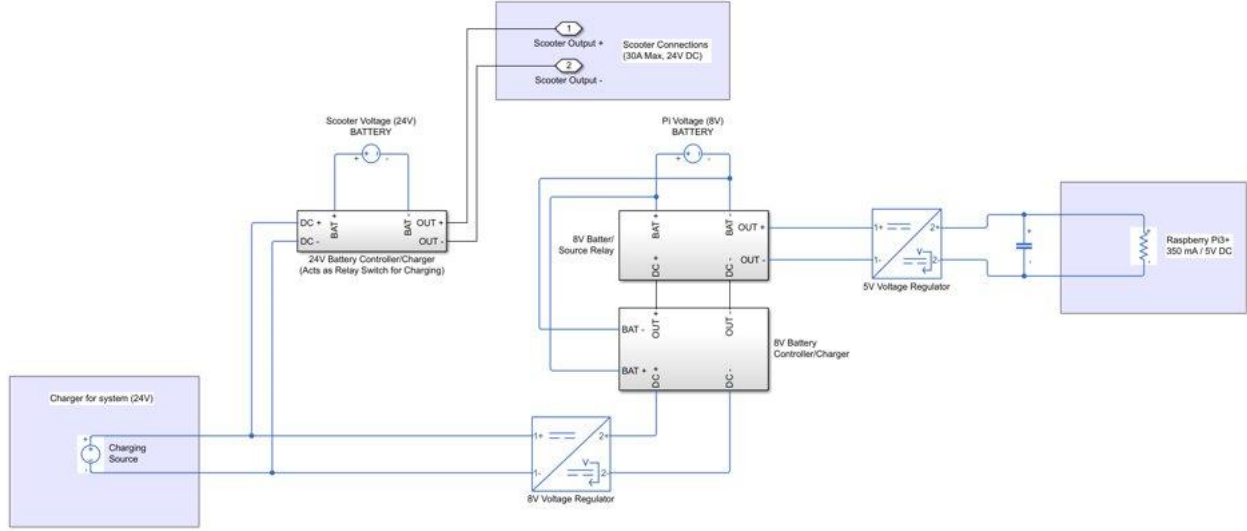 1
Scooter Output +
2
Scooter Output -
Scooter Connections
(30A Max, 24V DC)
Scooter Voltage (24V)
BATTERY
+ -
DC +
DC -
BAT +
BAT -
OUT +
OUT -
24V Battery Controller/Charger
(Acts as Relay Switch for Charging)
PI Voltage (8V)
BATTERY
+ -
8V Batter/
Source Relay
BAT +
BAT -
OUT +
OUT -
DC +
DC -
1+
1-
2+
2-
V
5V Voltage Regulator
+
-
+
-
Raspberry Pi3+
350 mA / 5V DC
BAT -
BAT +
OUT +
OUT -
DC +
DC -
8V Battery
Controller/Charger
Charger for system (24V)
+
-
Charging
Source
1+
1-
2+
2-
V
8V Voltage Regulator